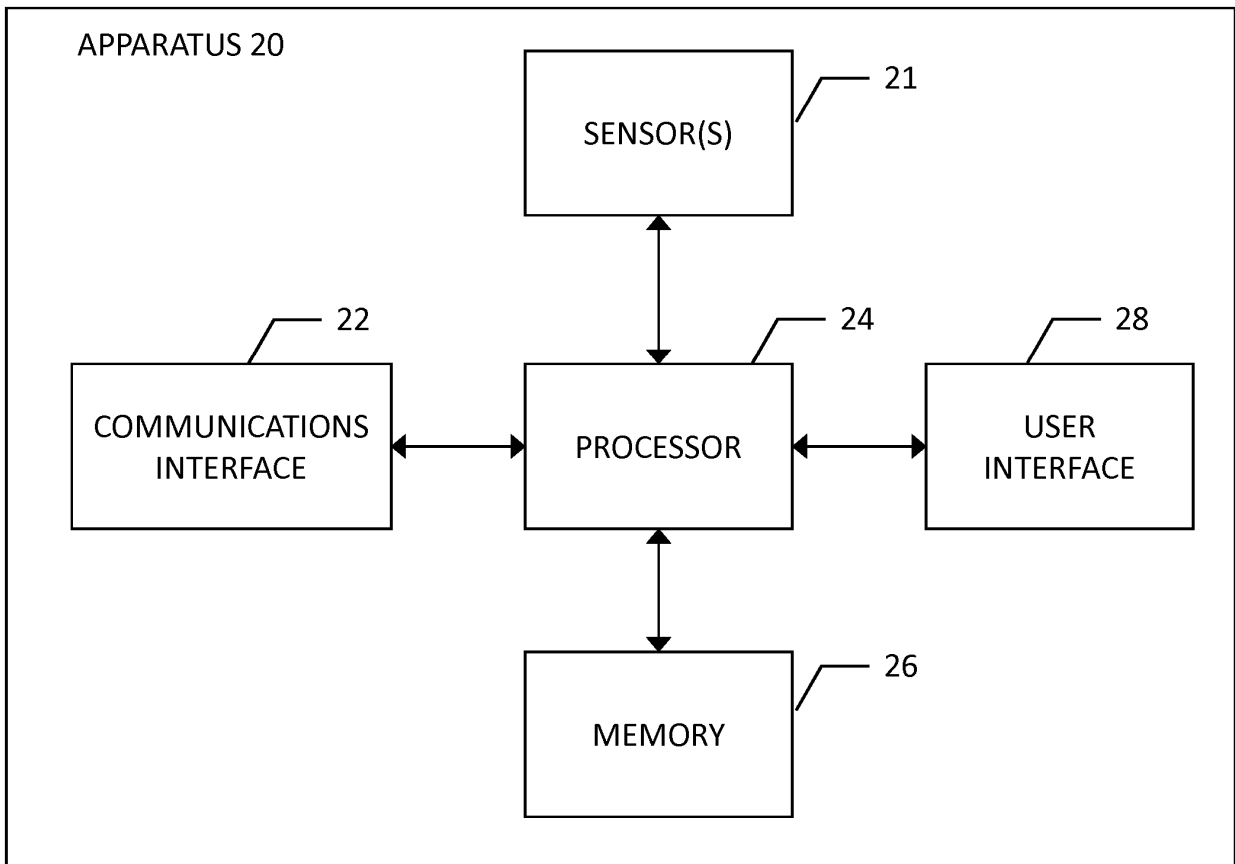 APPARATUS 20
21
SENSOR(S)
22
24
28
COMMUNICATIONS
INTERFACE
PROCESSOR
USER
INTERFACE
26
MEMORY